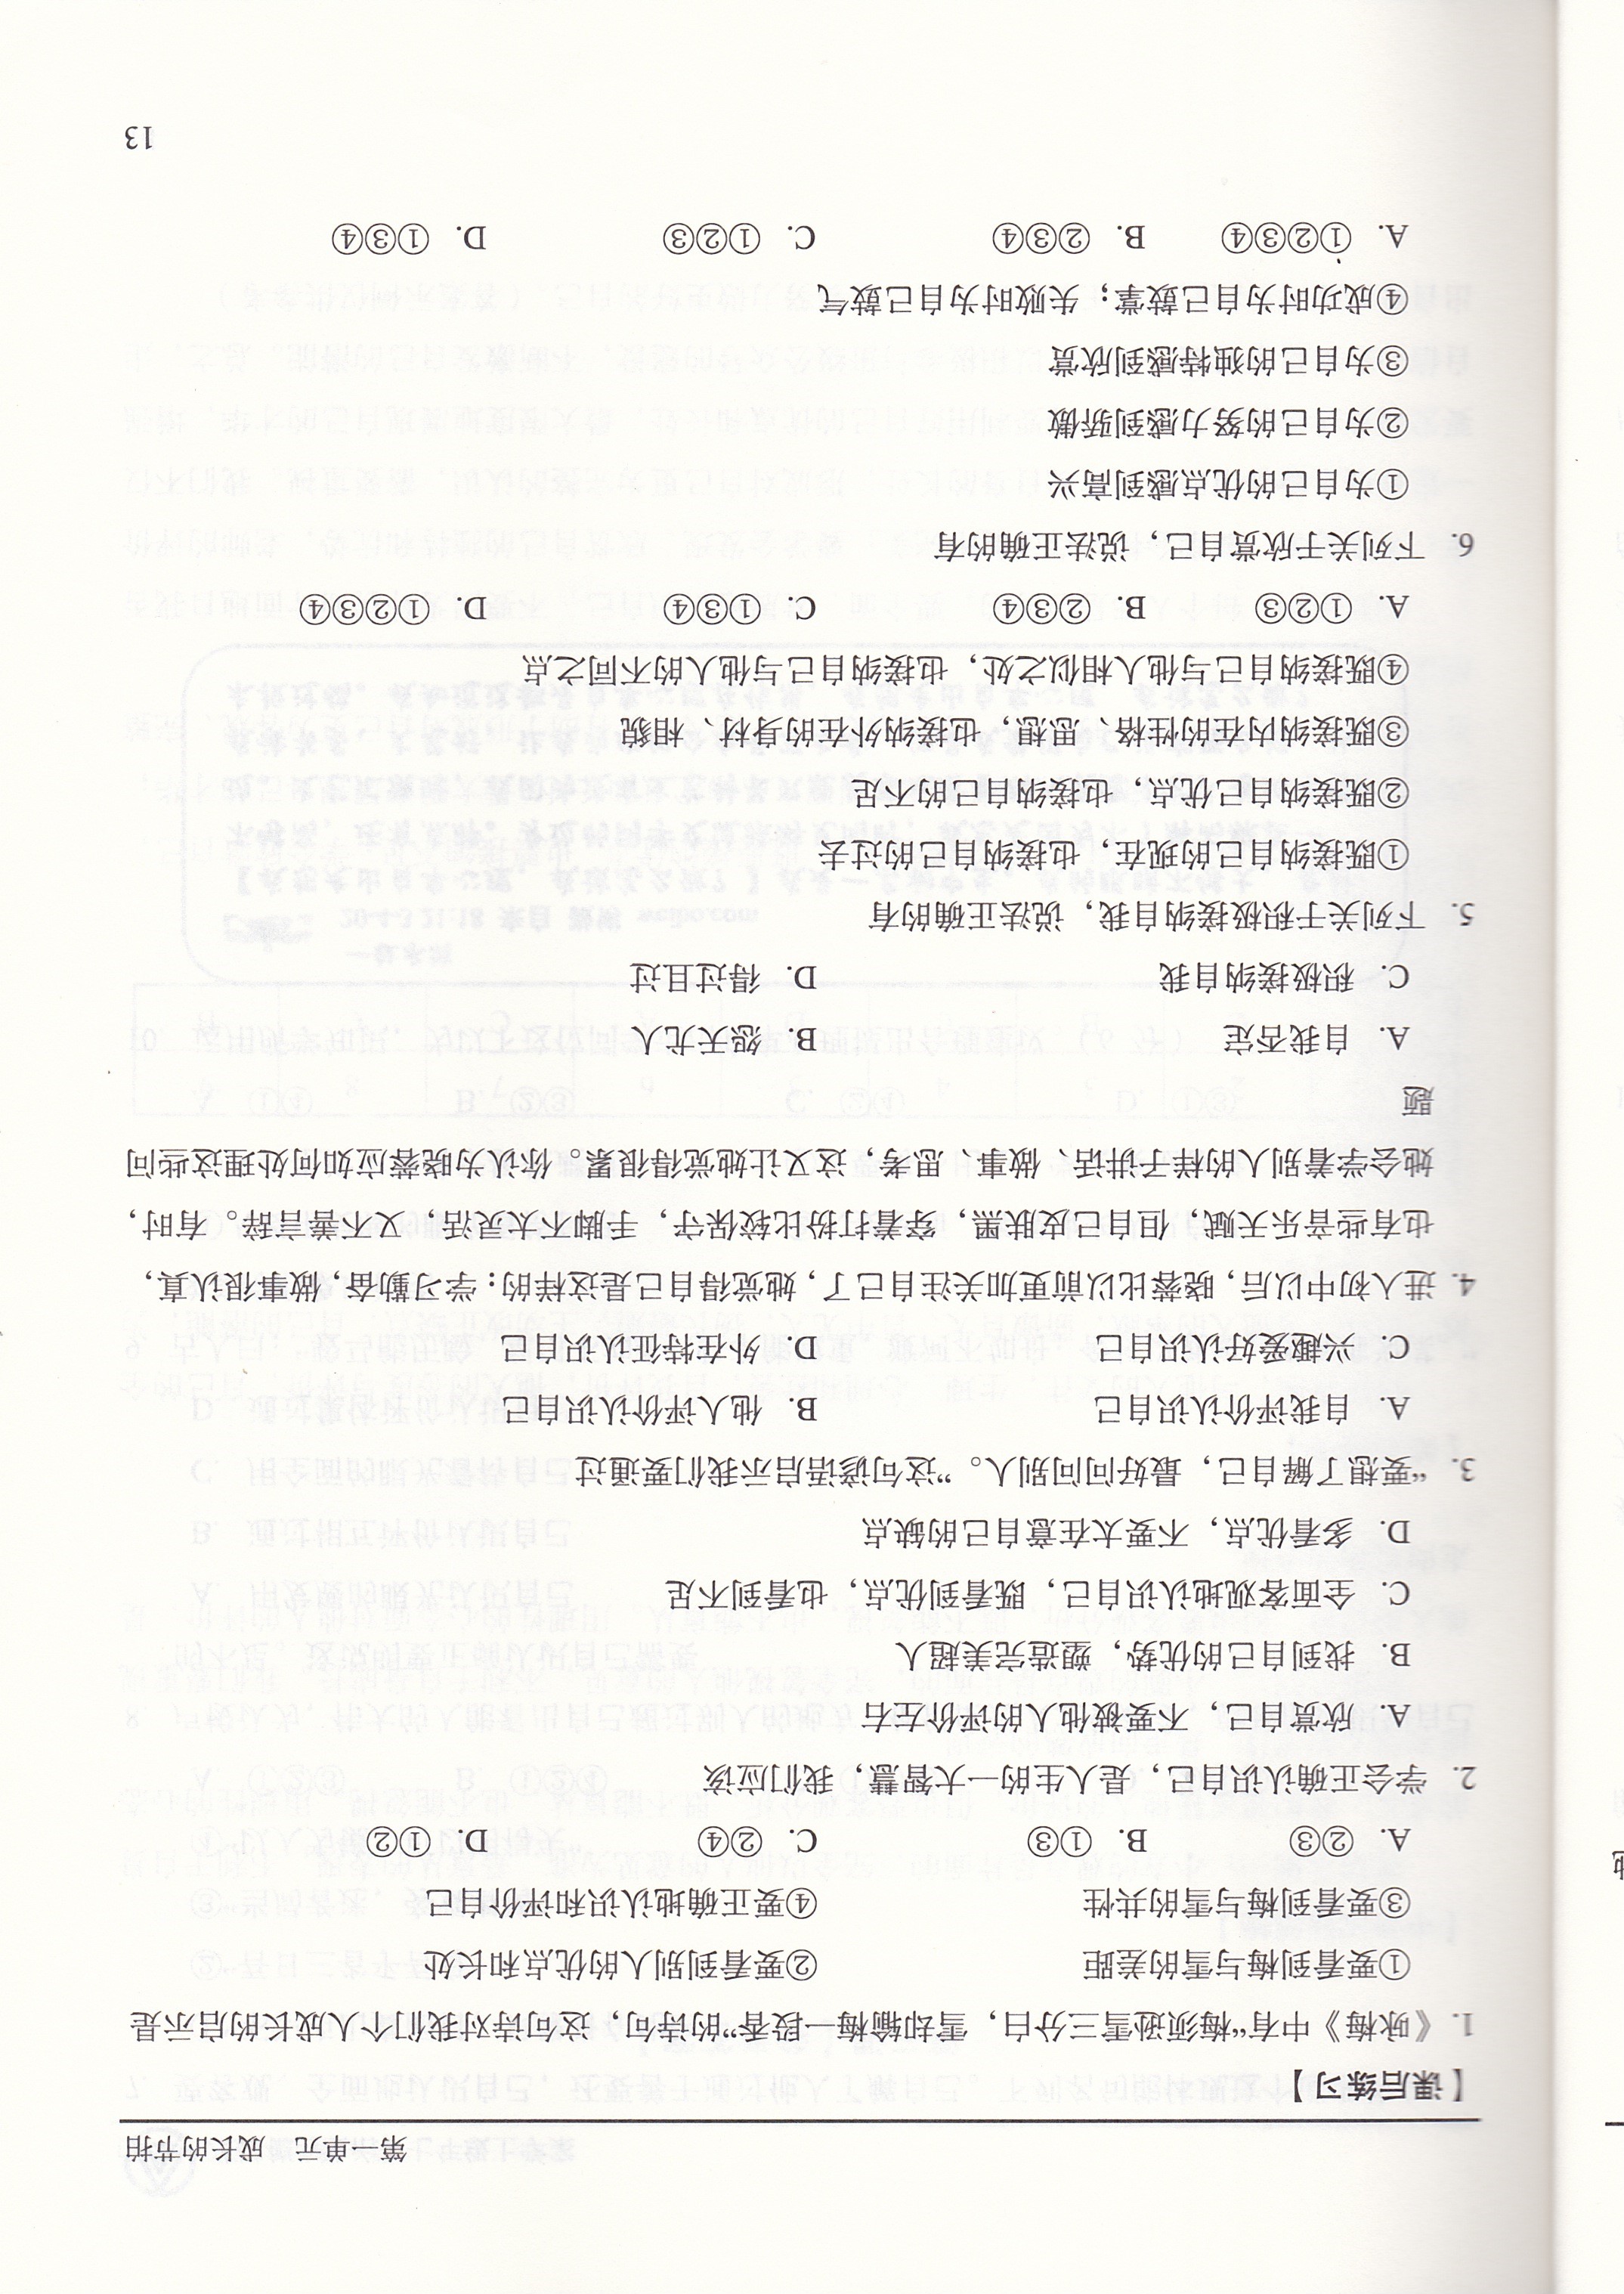 第一单元　成长的节拍
【课后练习】
1.《咏梅》中有“梅须逊雪三分白，雪却输梅一段香”的诗句，这句诗对我们个人成长的启示是
①要看到梅与雪的差距　②要看到别人的优点和长处
③要看到梅与雪的共性　④要正确地认识和评价自己
A. ②③　B. ①③　C. ②④　D. ①②
2. 学会正确认识自己，是人生的一大智慧，我们应该
A. 欣赏自己，不要被他人的评价左右
B. 找到自己的优势，塑造完美超人
C. 全面客观地认识自己，既看到优点，也看到不足
D. 多看优点，不要太在意自己的缺点
3. “要想了解自己，最好问问别人。”这句谚语启示我们要通过
A. 自我评价认识自己　B. 他人评价认识自己
C. 兴趣爱好认识自己　D. 外在特征认识自己
4. 进入初中以后，晓蓉比以前更加关注自己了，她觉得自己是这样的：学习勤奋，做事很认真，
也有些音乐天赋，但自己皮肤黑，穿着打扮比较保守，手脚不太灵活，又不善言辞。有时，
她会学着别人的样子讲话、做事、思考，这又让她觉得很累。你认为晓蓉应如何处理这些问
题
A. 自我否定　B. 怨天尤人
C. 积极接纳自我　D. 得过且过
5. 下列关于积极接纳自我，说法正确的有
①既接纳自己的现在，也接纳自己的过去
②既接纳自己优点，也接纳自己的不足
③既接纳内在的性格、思想，也接纳外在的身材、相貌
④既接纳自己与他人相似之处，也接纳自己与他人的不同之点
A. ①②③　B. ②③④　C. ①③④　D. ①②③④
6. 下列关于欣赏自己，说法正确的有
①为自己的优点感到高兴
②为自己的努力感到骄傲
③为自己的独特感到欣赏
④成功时为自己鼓掌；失败时为自己鼓气
A. ①②③④　B. ②③④　C. ①②③　D. ①③④
13